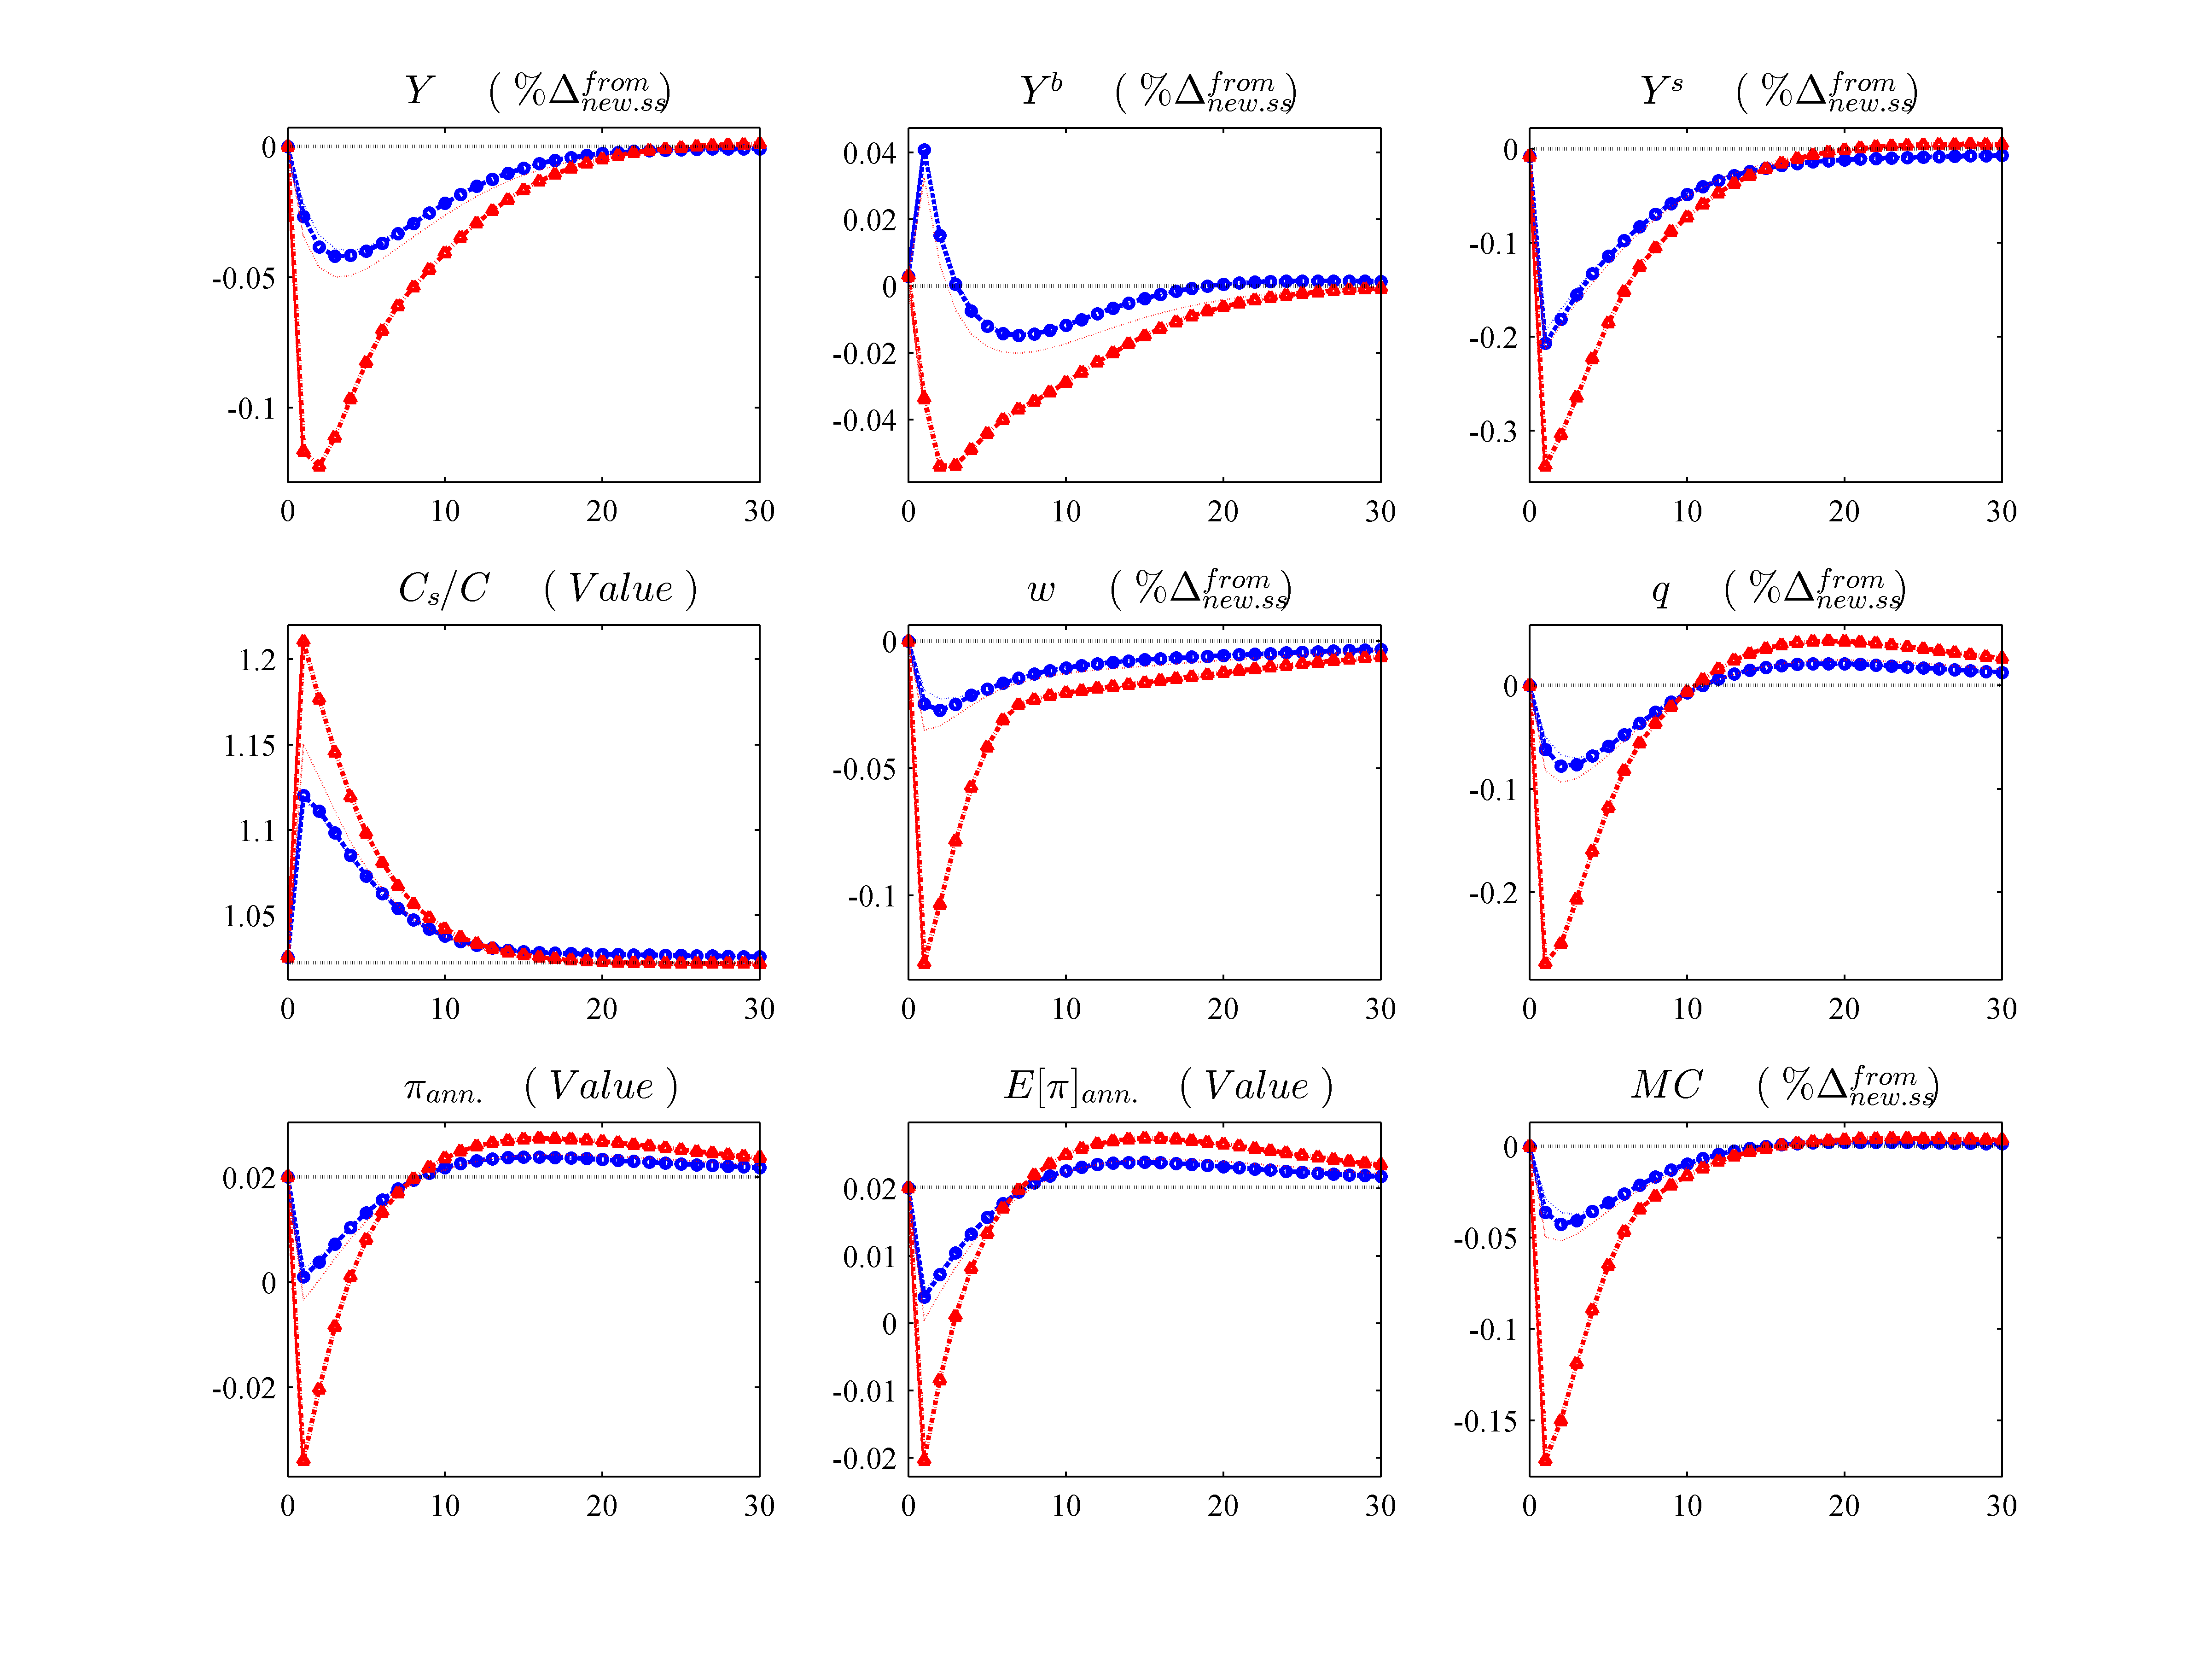 Y ( %Δ^{from}_{new.ss})
Y^b ( %Δ^{from}_{new.ss})
Y^s ( %Δ^{from}_{new.ss})
0
-0.05
-0.1
0 10 20 30
0.04
0.02
0
-0.02
-0.04
0 10 20 30
0
-0.1
-0.2
-0.3
0 10 20 30
C_s/C ( Value )
w ( %Δ^{from}_{new.ss})
q ( %Δ^{from}_{new.ss})
1.2
1.15
1.1
1.05
0 10 20 30
0
-0.05
-0.1
0 10 20 30
0
-0.1
-0.2
0 10 20 30
π_{ann.} ( Value )
E[π]_{ann.} ( Value )
MC ( %Δ^{from}_{new.ss})
0.02
0
-0.02
0 10 20 30
0.02
0.01
0
-0.01
-0.02
0 10 20 30
0
-0.05
-0.1
-0.15
0 10 20 30